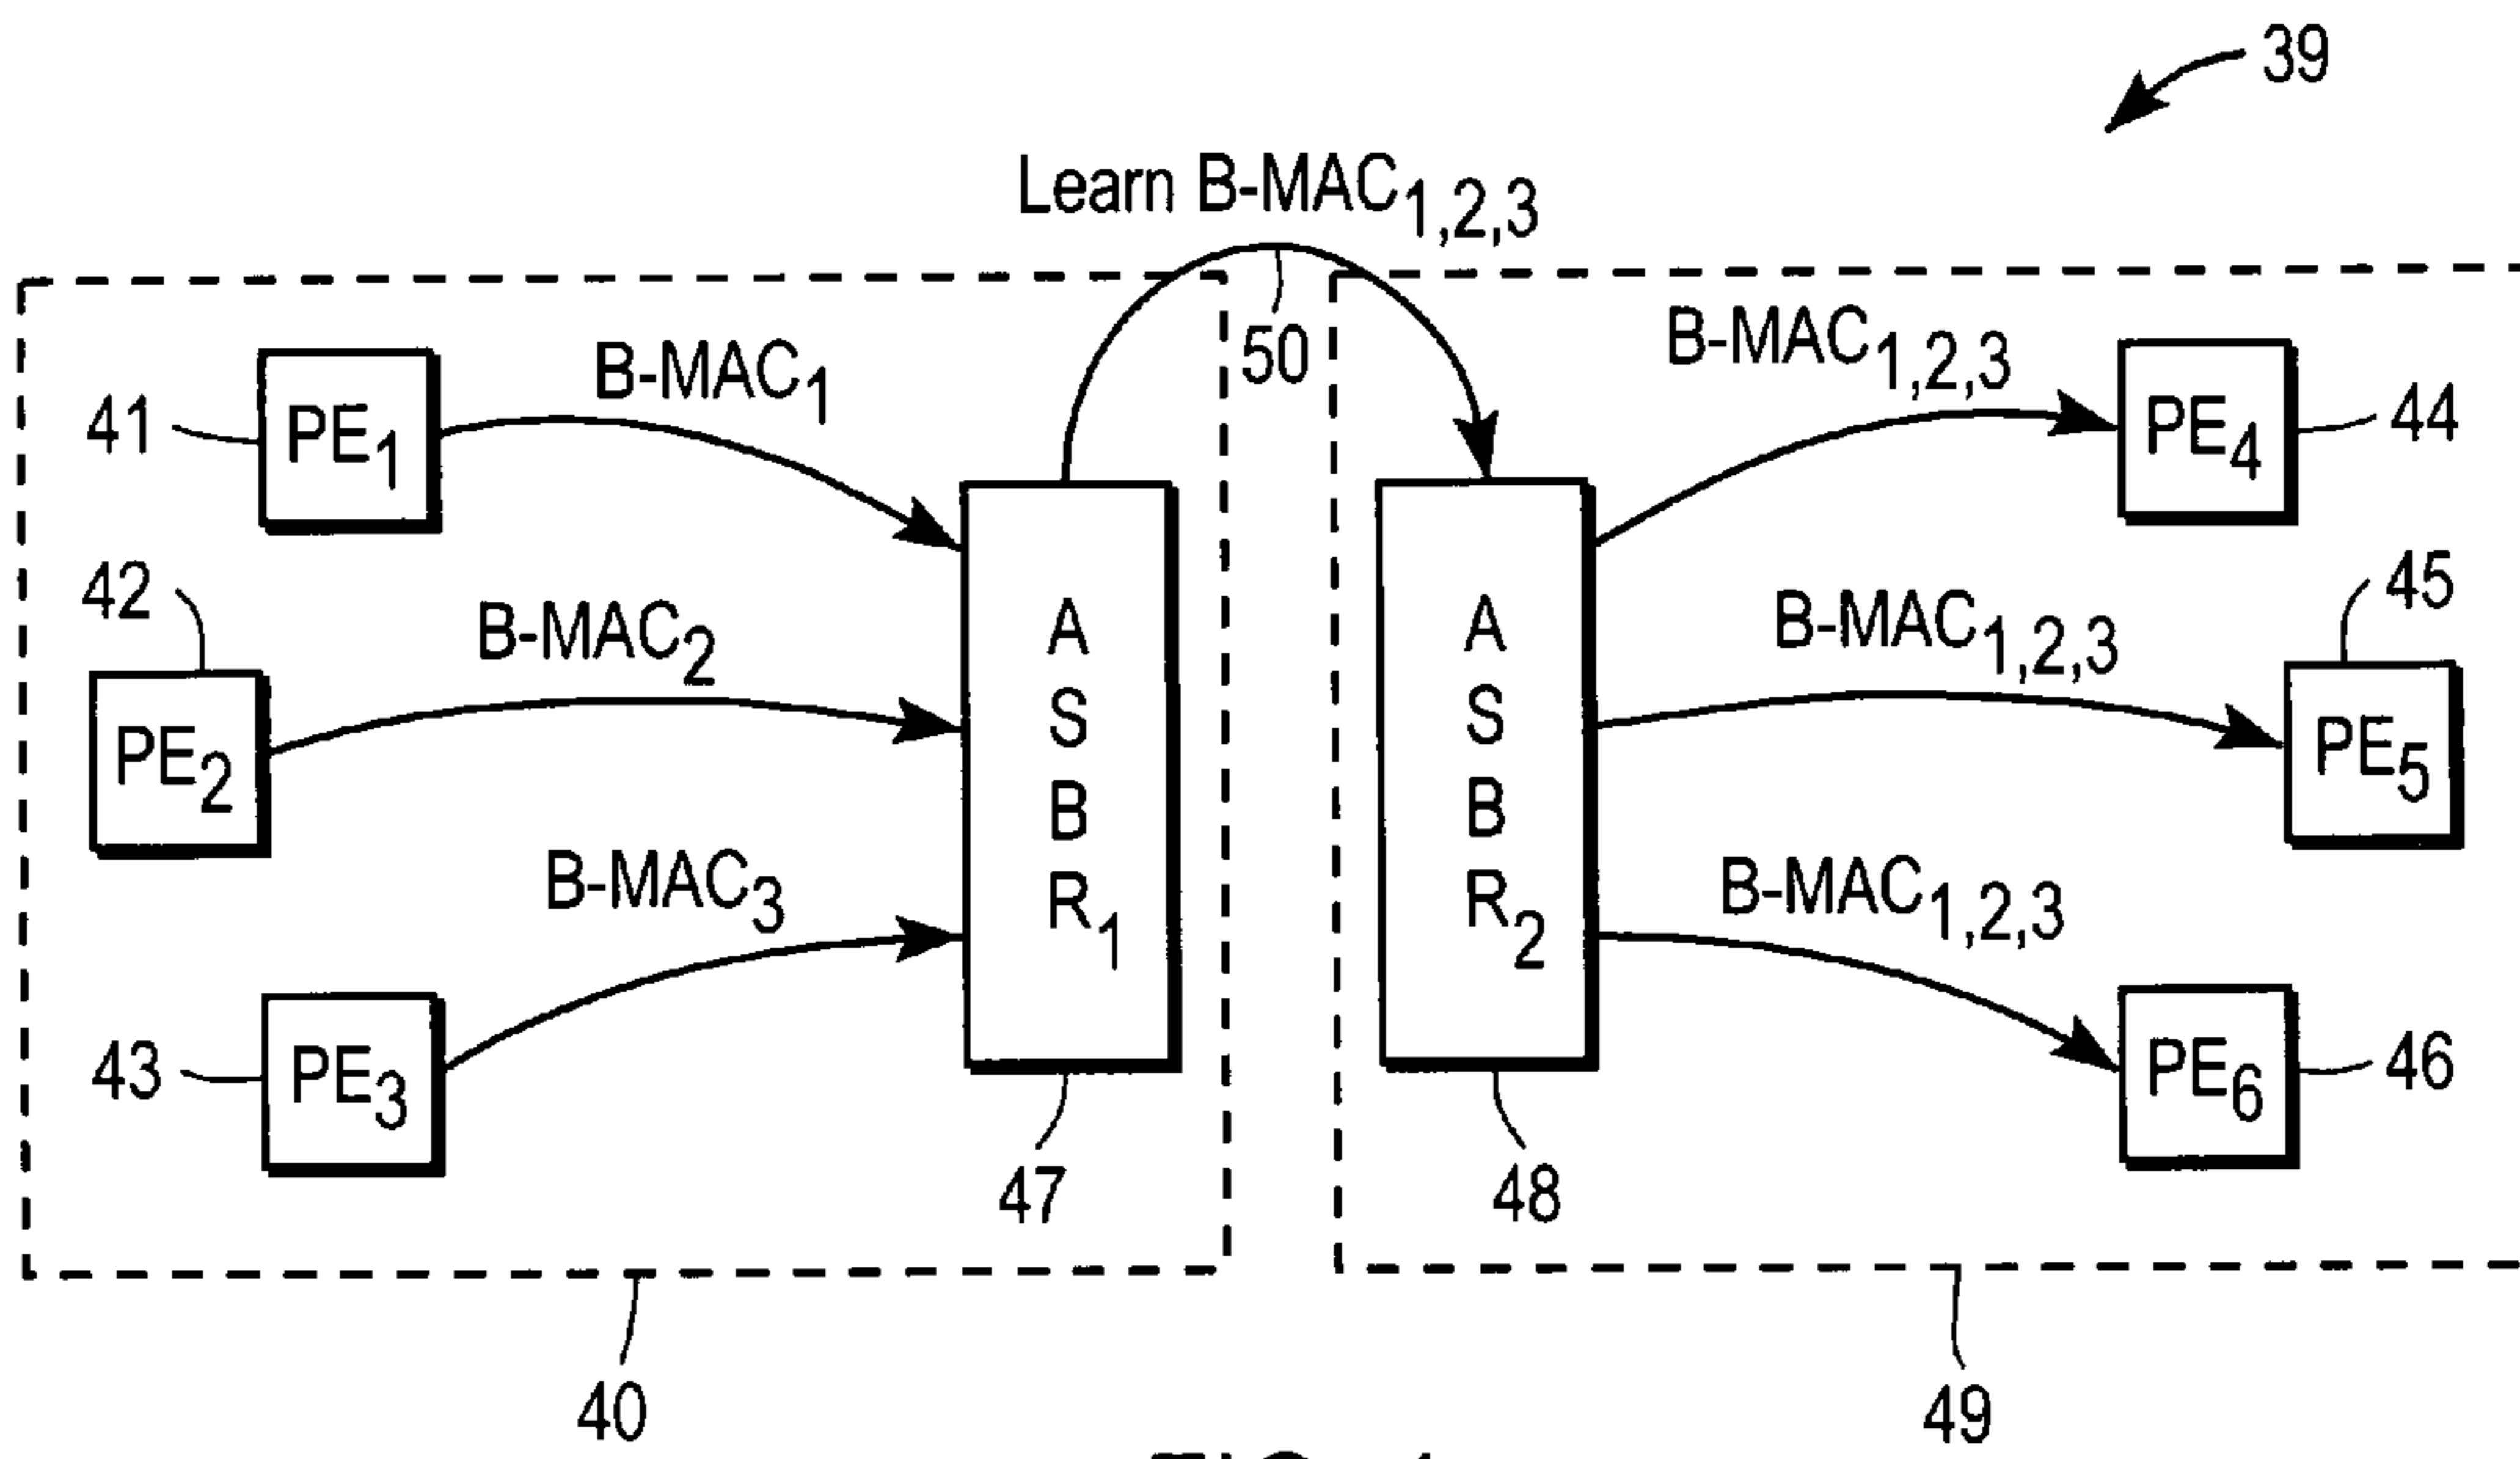 39
Learn B-MAC1,2,3
50
B-MAC1
B-MAC1,2,3
41
PE1
PE4
44
42
B-MAC2
B-MAC1,2,3
45
PE2
A
S
B
R1
A
S
B
R2
PE5
B-MAC3
B-MAC1,2,3
43
PE3
PE6
46
47
48
40
49